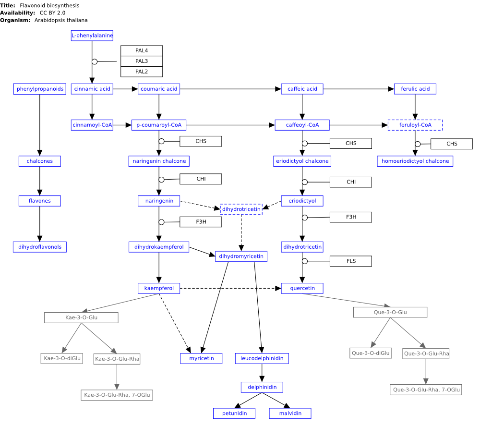 Title: Flavonoid biosynthesis
Availability: CC BY 2.0
Organism: Arabidopsis thaliana
L-phenylalanine
PAL4
PAL3
PAL2
phenylpropanoids
cinnamic acid
coumaric acid
caffeic acid
ferulic acid
cinnamoyl-CoA
p-coumaroyl-CoA
caffeoyl-CoA
feruloyl-CoA
CHS
CHS
CHS
chalcones
naringenin chalcone
eriodictyol chalcone
homoeriodictyol chalcone
CHI
CHI
flavones
naringenin
dihydrotricetin
eriodictyol
F3H
F3H
dihydroflavonols
dihydrokaempferol
dihydrotricetin
dihydromyricetin
FLS
kaempferol
quercetin
Kae-3-O-Glu
Que-3-O-Glu
Kae-3-O-diGlu
Kae-3-O-Glu-Rha
myricetin
leucodelphinidin
Que-3-O-diGlu
Que-3-O-Glu-Rha
Kae-3-O-Glu-Rha, 7-OGlu
delphinidin
Que-3-O-Glu-Rha, 7-OGlu
petunidin
malvidin